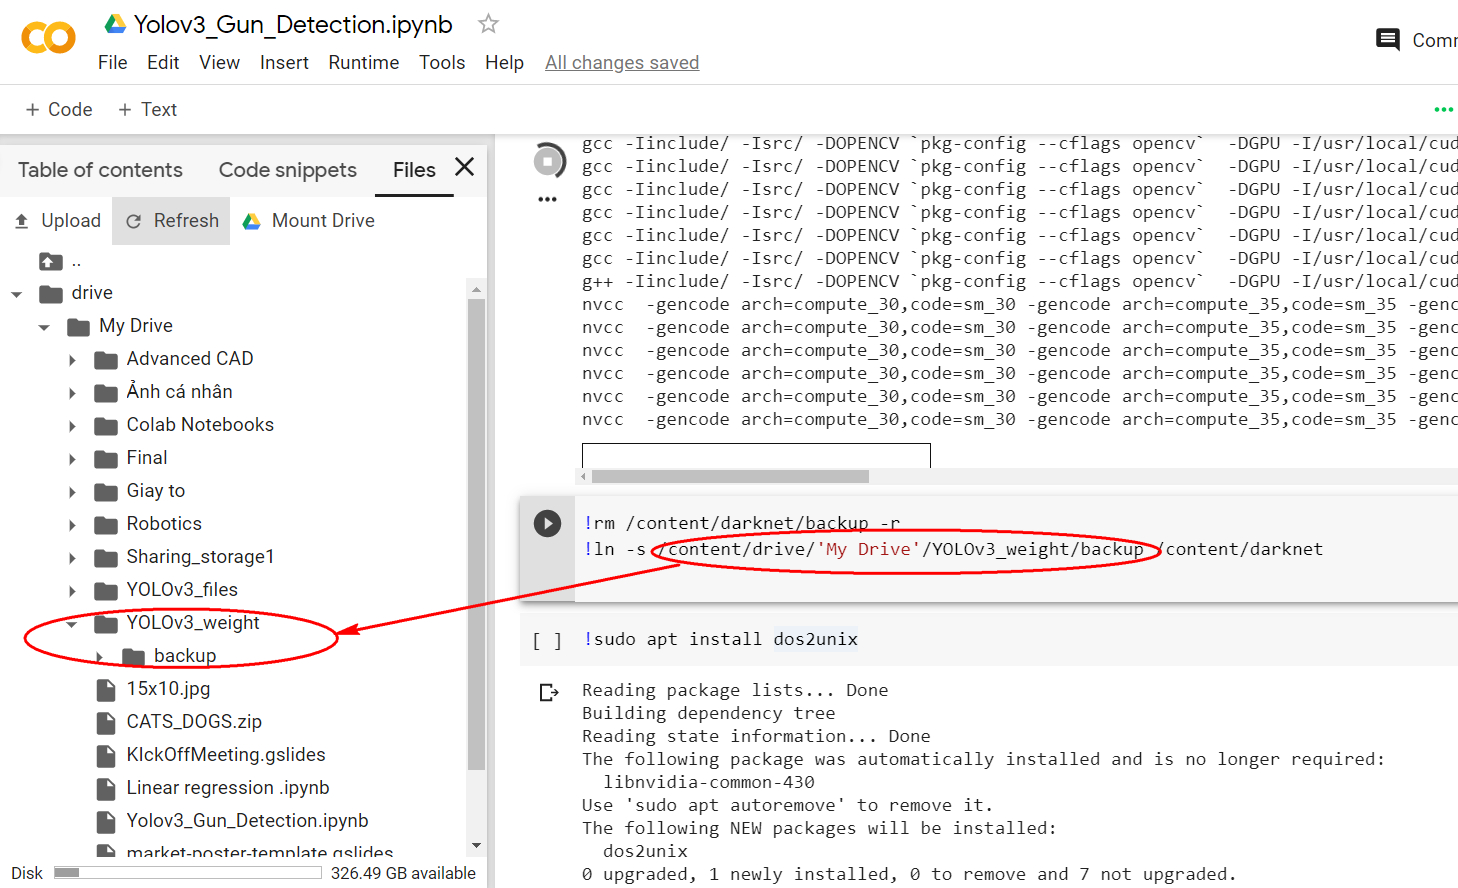 Yolov3_Gun_Detection.ipynb
File Edit View Insert Runtime Tools Help All changes saved
Comm
+ Code + Text
Table of contents Code snippets Files
Upload Refresh Mount Drive
..
drive
My Drive
Advanced CAD
Ảnh cá nhân
Colab Notebooks
Final
Giay to
Robotics
Sharing_storage1
YOLOv3_files
YOLOv3_weight
backup
15x10.jpg
CATS_DOGS.zip
KIckOffMeeting.gslides
Linear regression .ipynb
Yolov3_Gun_Detection.ipynb
market-poster-template.gslides
Disk 326.49 GB available
gcc -Iinclude/ -Isrc/ -DOPENCV `pkg-config --cflags opencv` -DGPU -I/usr/local/cud
gcc -Iinclude/ -Isrc/ -DOPENCV `pkg-config --cflags opencv` -DGPU -I/usr/local/cud
gcc -Iinclude/ -Isrc/ -DOPENCV `pkg-config --cflags opencv` -DGPU -I/usr/local/cud
gcc -Iinclude/ -Isrc/ -DOPENCV `pkg-config --cflags opencv` -DGPU -I/usr/local/cud
gcc -Iinclude/ -Isrc/ -DOPENCV `pkg-config --cflags opencv` -DGPU -I/usr/local/cud
gcc -Iinclude/ -Isrc/ -DOPENCV `pkg-config --cflags opencv` -DGPU -I/usr/local/cud
g++ -Iinclude/ -Isrc/ -DOPENCV `pkg-config --cflags opencv` -DGPU -I/usr/local/cud
nvcc -gencode arch=compute_30,code=sm_30 -gencode arch=compute_35,code=sm_35 -genc
nvcc -gencode arch=compute_30,code=sm_30 -gencode arch=compute_35,code=sm_35 -genc
nvcc -gencode arch=compute_30,code=sm_30 -gencode arch=compute_35,code=sm_35 -genc
nvcc -gencode arch=compute_30,code=sm_30 -gencode arch=compute_35,code=sm_35 -genc
nvcc -gencode arch=compute_30,code=sm_30 -gencode arch=compute_35,code=sm_35 -genc
nvcc -gencode arch=compute_30,code=sm_30 -gencode arch=compute_35,code=sm_35 -genc
!rm /content/darknet/backup -r
!ln -s /content/drive/'My Drive'/YOLOv3_weight/backup /content/darknet
[ ] !sudo apt install dos2unix
Reading package lists... Done
Building dependency tree
Reading state information... Done
The following package was automatically installed and is no longer required:
libnvidia-common-430
Use 'sudo apt autoremove' to remove it.
The following NEW packages will be installed:
dos2unix
0 upgraded, 1 newly installed, 0 to remove and 7 not upgraded.